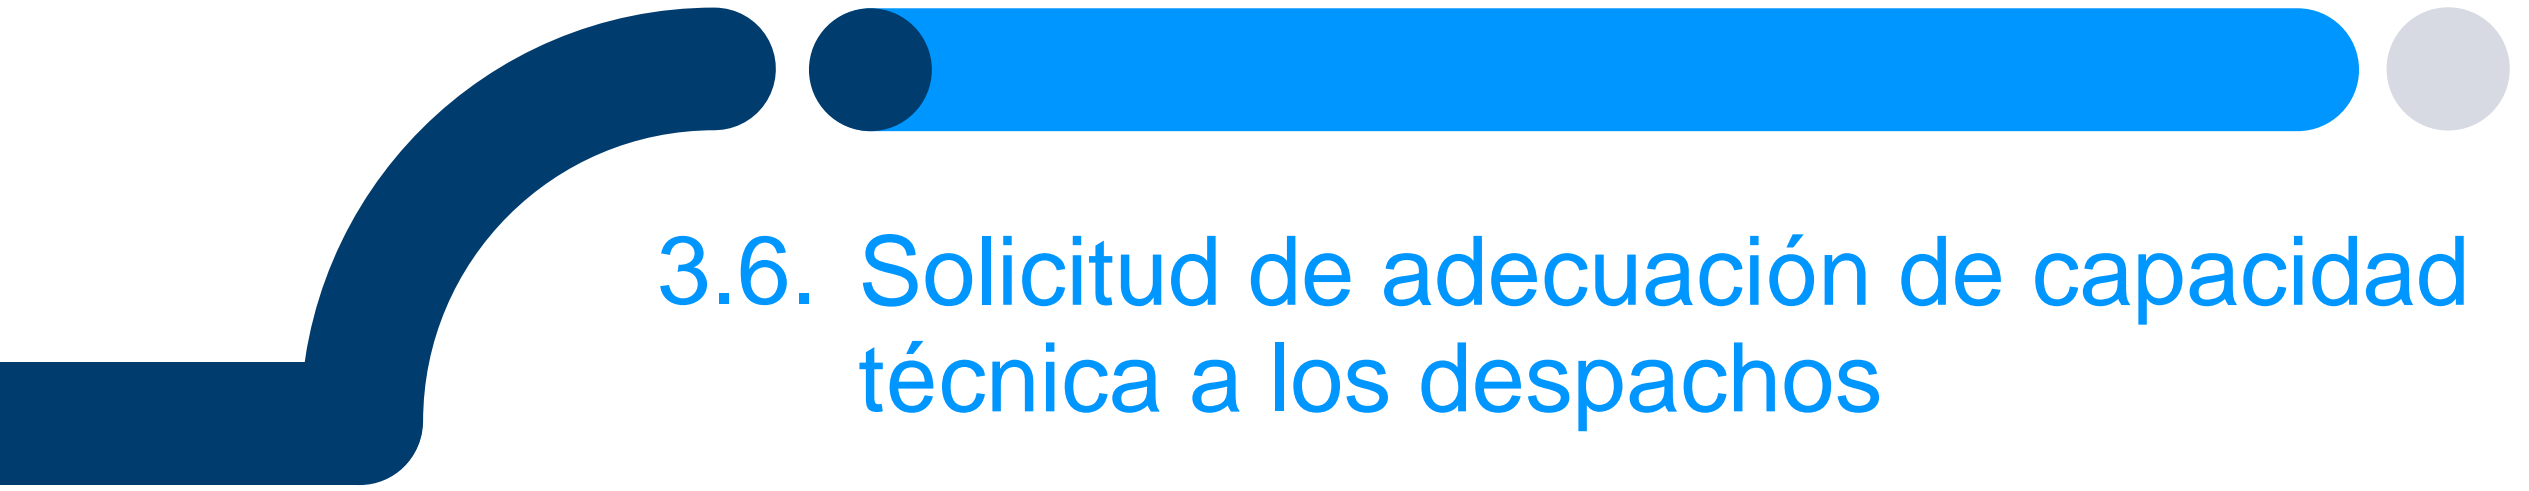 3.6. Solicitud de adecuación de capacidad
técnica a los despachos